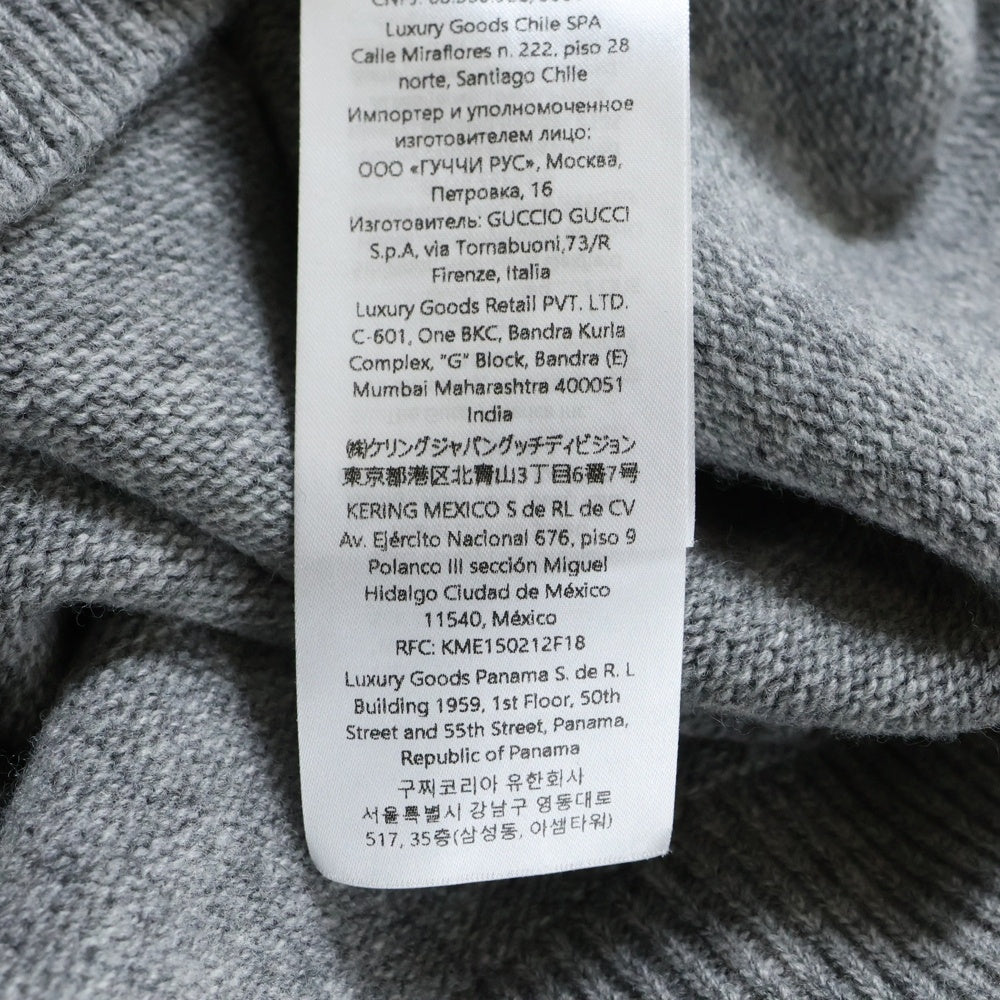 Luxury Goods Chile SPA
Calle Miraflores n. 222, piso 28
norte, Santiago Chile
Импортер и уполномоченное
изготовителем лицо:
ООО «ГУЧЧИ РУС», Москва,
Петровка, 16
Изготовитель: GUCCIO GUCCI
S.p.A, via Tornabuoni,73/R
Firenze, Italia
Luxury Goods Retail PVT. LTD.
C-601, One BKC, Bandra Kurla
Complex, "G" Block, Bandra (E)
Mumbai Maharashtra 400051
India
㈱ケリングジャパングッチディビジョン
東京都港区北青山3丁目6番7号
KERING MEXICO S de RL de CV
Av. Ejército Nacional 676, piso 9
Polanco III sección Miguel
Hidalgo Ciudad de México
11540, México
RFC: KME150212F18
Luxury Goods Panama S. de R. L
Building 1959, 1st Floor, 50th
Street and 55th Street, Panama,
Republic of Panama
구찌코리아 유한회사
서울특별시 강남구 영동대로
517, 35층(삼성동, 아셈타워)